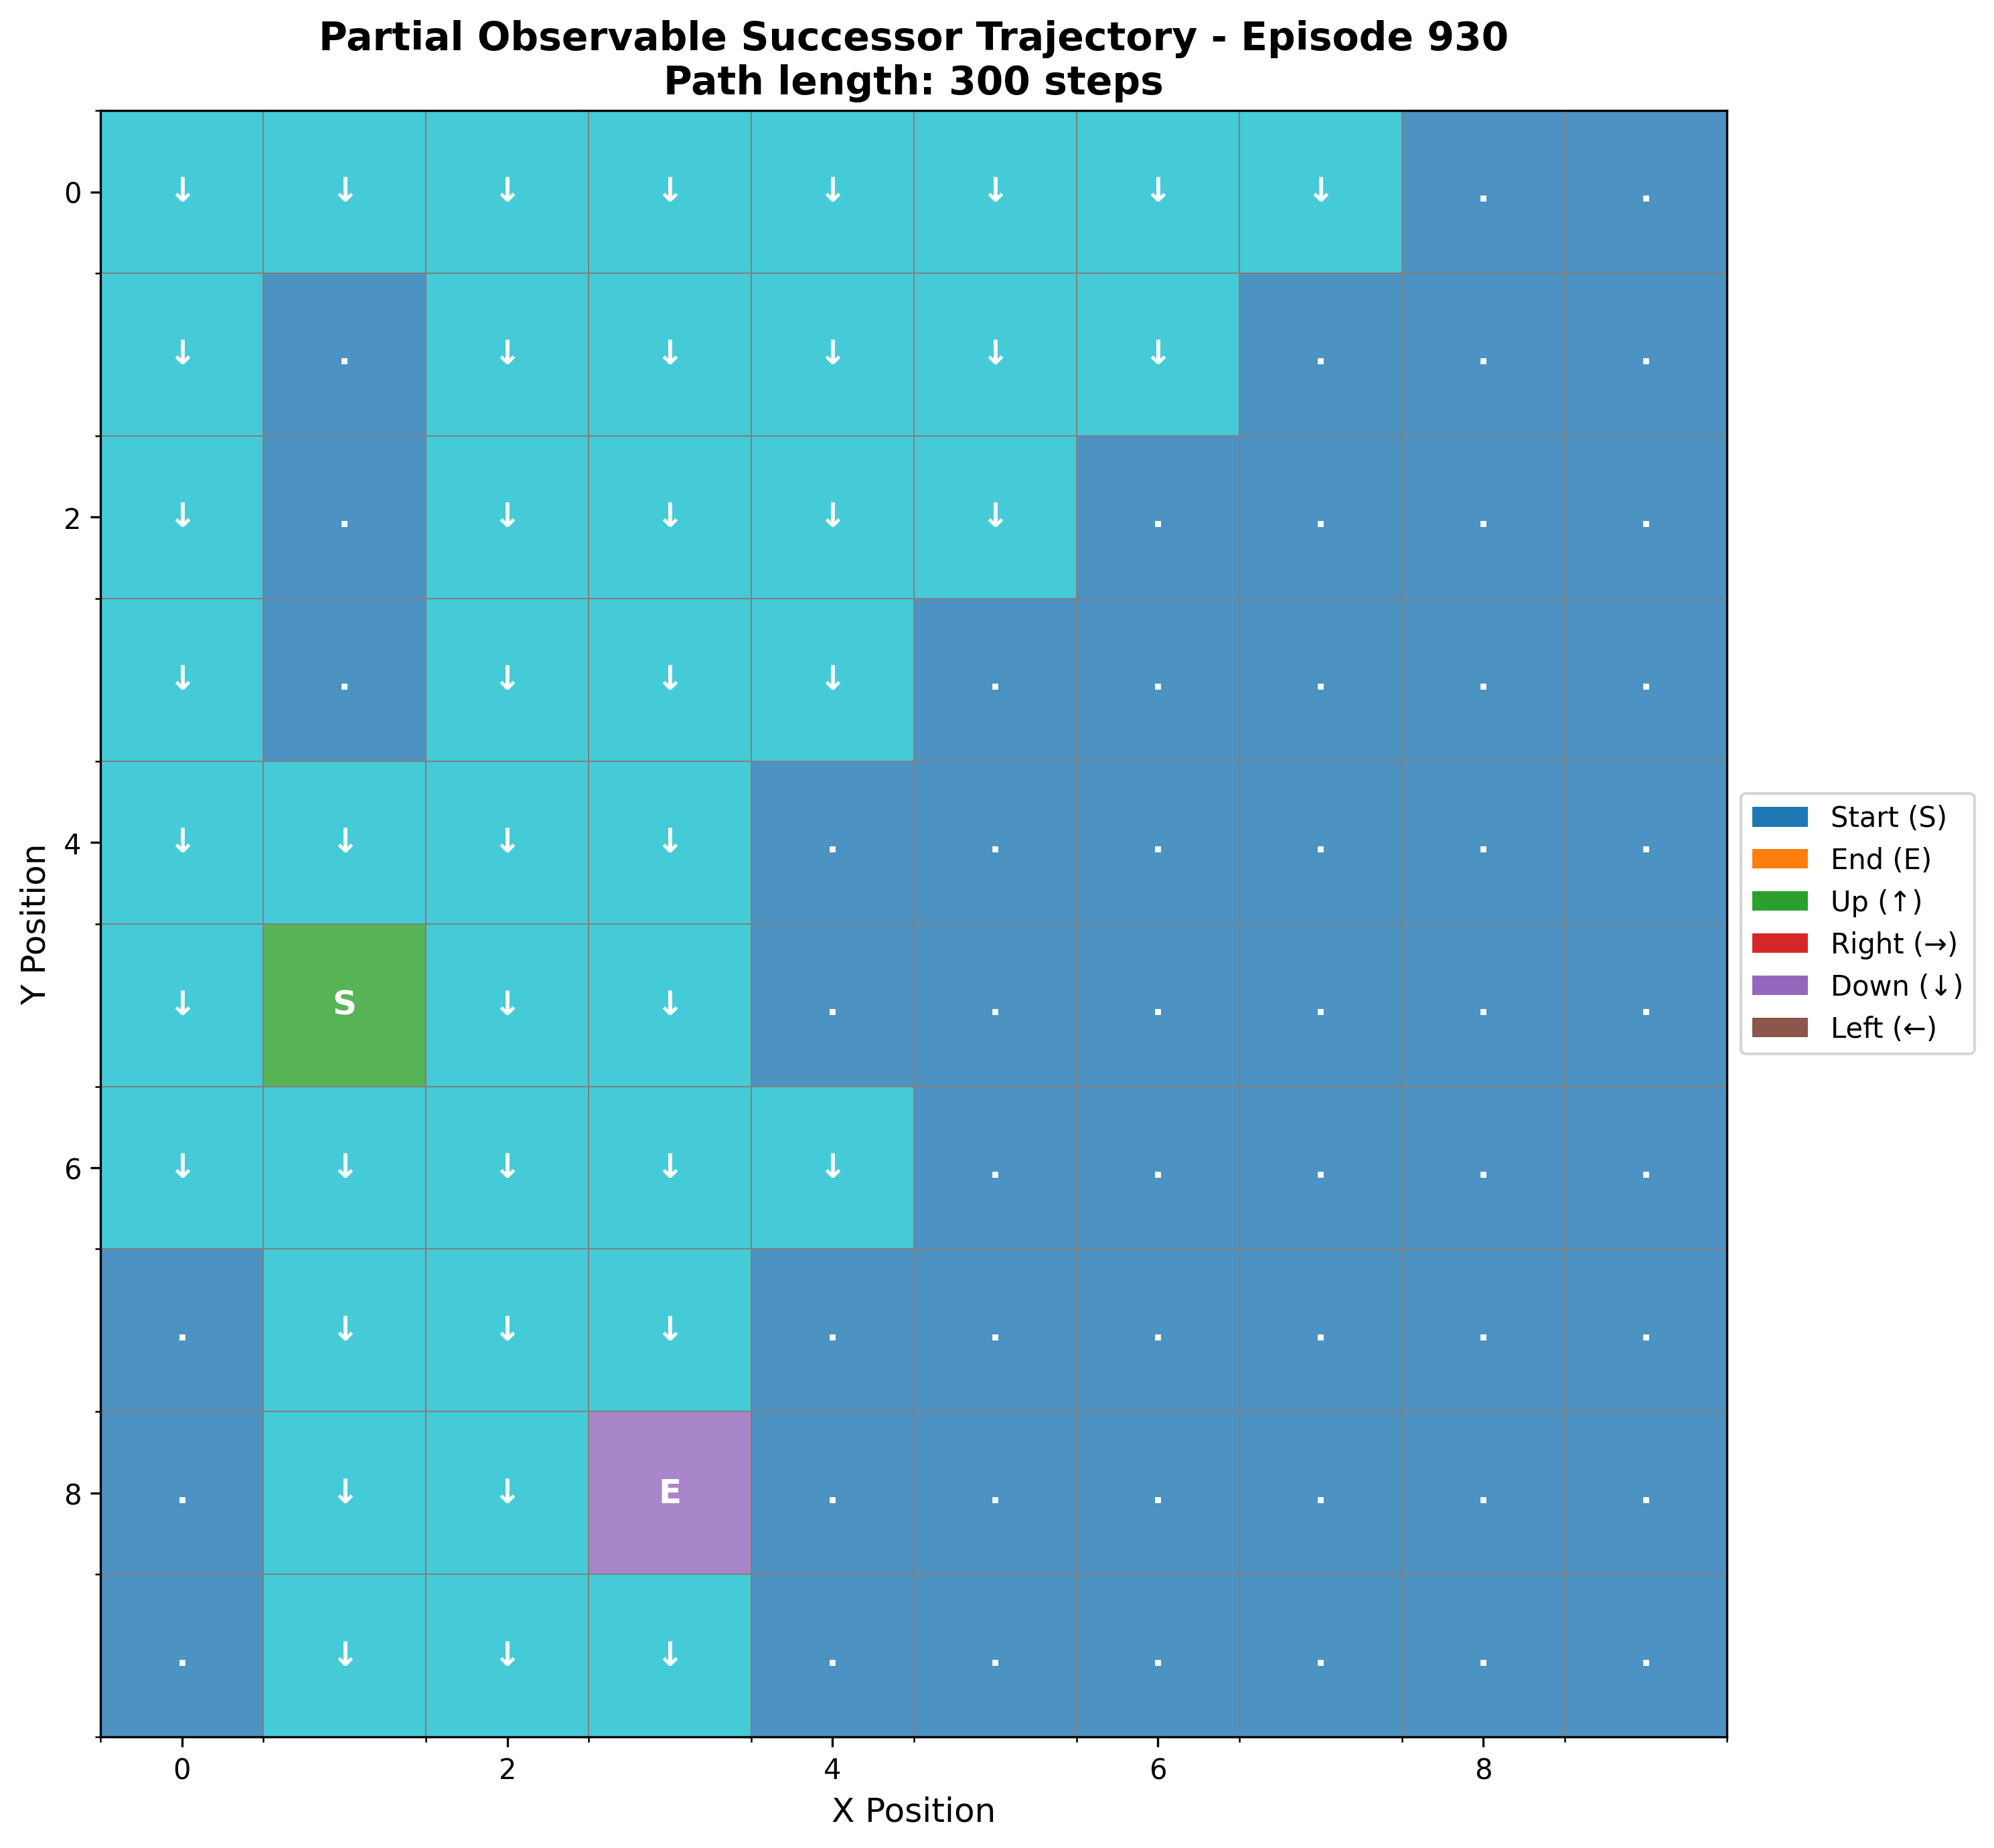 Partial Observable Successor Trajectory - Episode 930
Path length: 300 steps
0 ↓ ↓ ↓ ↓ ↓ ↓ ↓ ↓ . .
↓ . ↓ ↓ ↓ ↓ ↓ . . .
2 ↓ . ↓ ↓ ↓ ↓ . . . .
↓ . ↓ ↓ ↓ . . . . .
4 ↓ ↓ ↓ ↓ . . . . . .
↓ S ↓ ↓ . . . . . .
6 ↓ ↓ ↓ ↓ ↓ . . . . .
. ↓ ↓ ↓ . . . . . .
8 . ↓ ↓ E . . . . . .
. ↓ ↓ ↓ . . . . . .
0 2 4 6 8
X Position
Y Position
Start (S)
End (E)
Up (↑)
Right (→)
Down (↓)
Left (←)